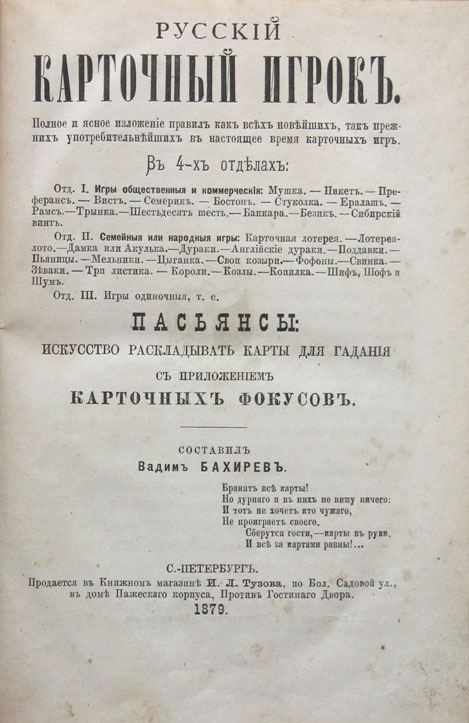 РУССКІЙ
КАРТОЧНЫЙ ИГРОКЪ.
Полное и ясное изложеніе правилъ какъ всѣхъ новѣйшихъ, такъ преж-
нихъ употребительнѣйшихъ въ настоящее время карточныхъ игръ.
Въ 4-хъ отдѣлахъ:
Отд. I. Игры общественныя и коммерческія: Мушка. — Пикетъ. — Пре-
ферансъ. — Вистъ. — Семерикъ. — Бостонъ. — Стуколка. — Ералашъ. —
Рамсъ.—Трынка.—Шестьдесятъ шесть.—Баккара.—Безикъ.—Сибирскій
винтъ.
Отд. II. Семейныя или народныя игры: Карточная лотерея. —Лотерея-
лото.—Дамка или Акулька.—Дураки.—Англійскіе дураки.—Поддавки.—
Пьяницы. — Мельники. — Цыганка. — Свои козыри.—Фофоны.—Свинка. —
Зѣваки. — Три листика. — Короли. — Козлы. — Копилка. — Шифъ, Шофъ и
Шумъ.
Отд. III. Игры одиночныя, т. е.
ПАСЬЯНСЫ:
ИСКУССТВО РАСКЛАДЫВАТЬ КАРТЫ ДЛЯ ГАДАНІЯ
СЪ ПРИЛОЖЕНІЕМЪ
КАРТОЧНЫХЪ ФОКУСОВЪ.
СОСТАВИЛЪ
Вадимъ БАХИРЕВЪ.
Бранятъ всѣ карты!
Но дурнаго я въ нихъ не вижу ничего:
И тотъ не хочетъ кто чужаго,
Не проиграетъ своего.
Сберутся гости,—карты въ руки,
И всѣ за картами равны!...
С.-ПЕТЕРБУРГЪ.
Продается въ Книжномъ магазинѣ И. Л. Тузова, по Бол. Садовой ул.,
въ домѣ Пажескаго корпуса, Противъ Гостинаго Двора.
1879.